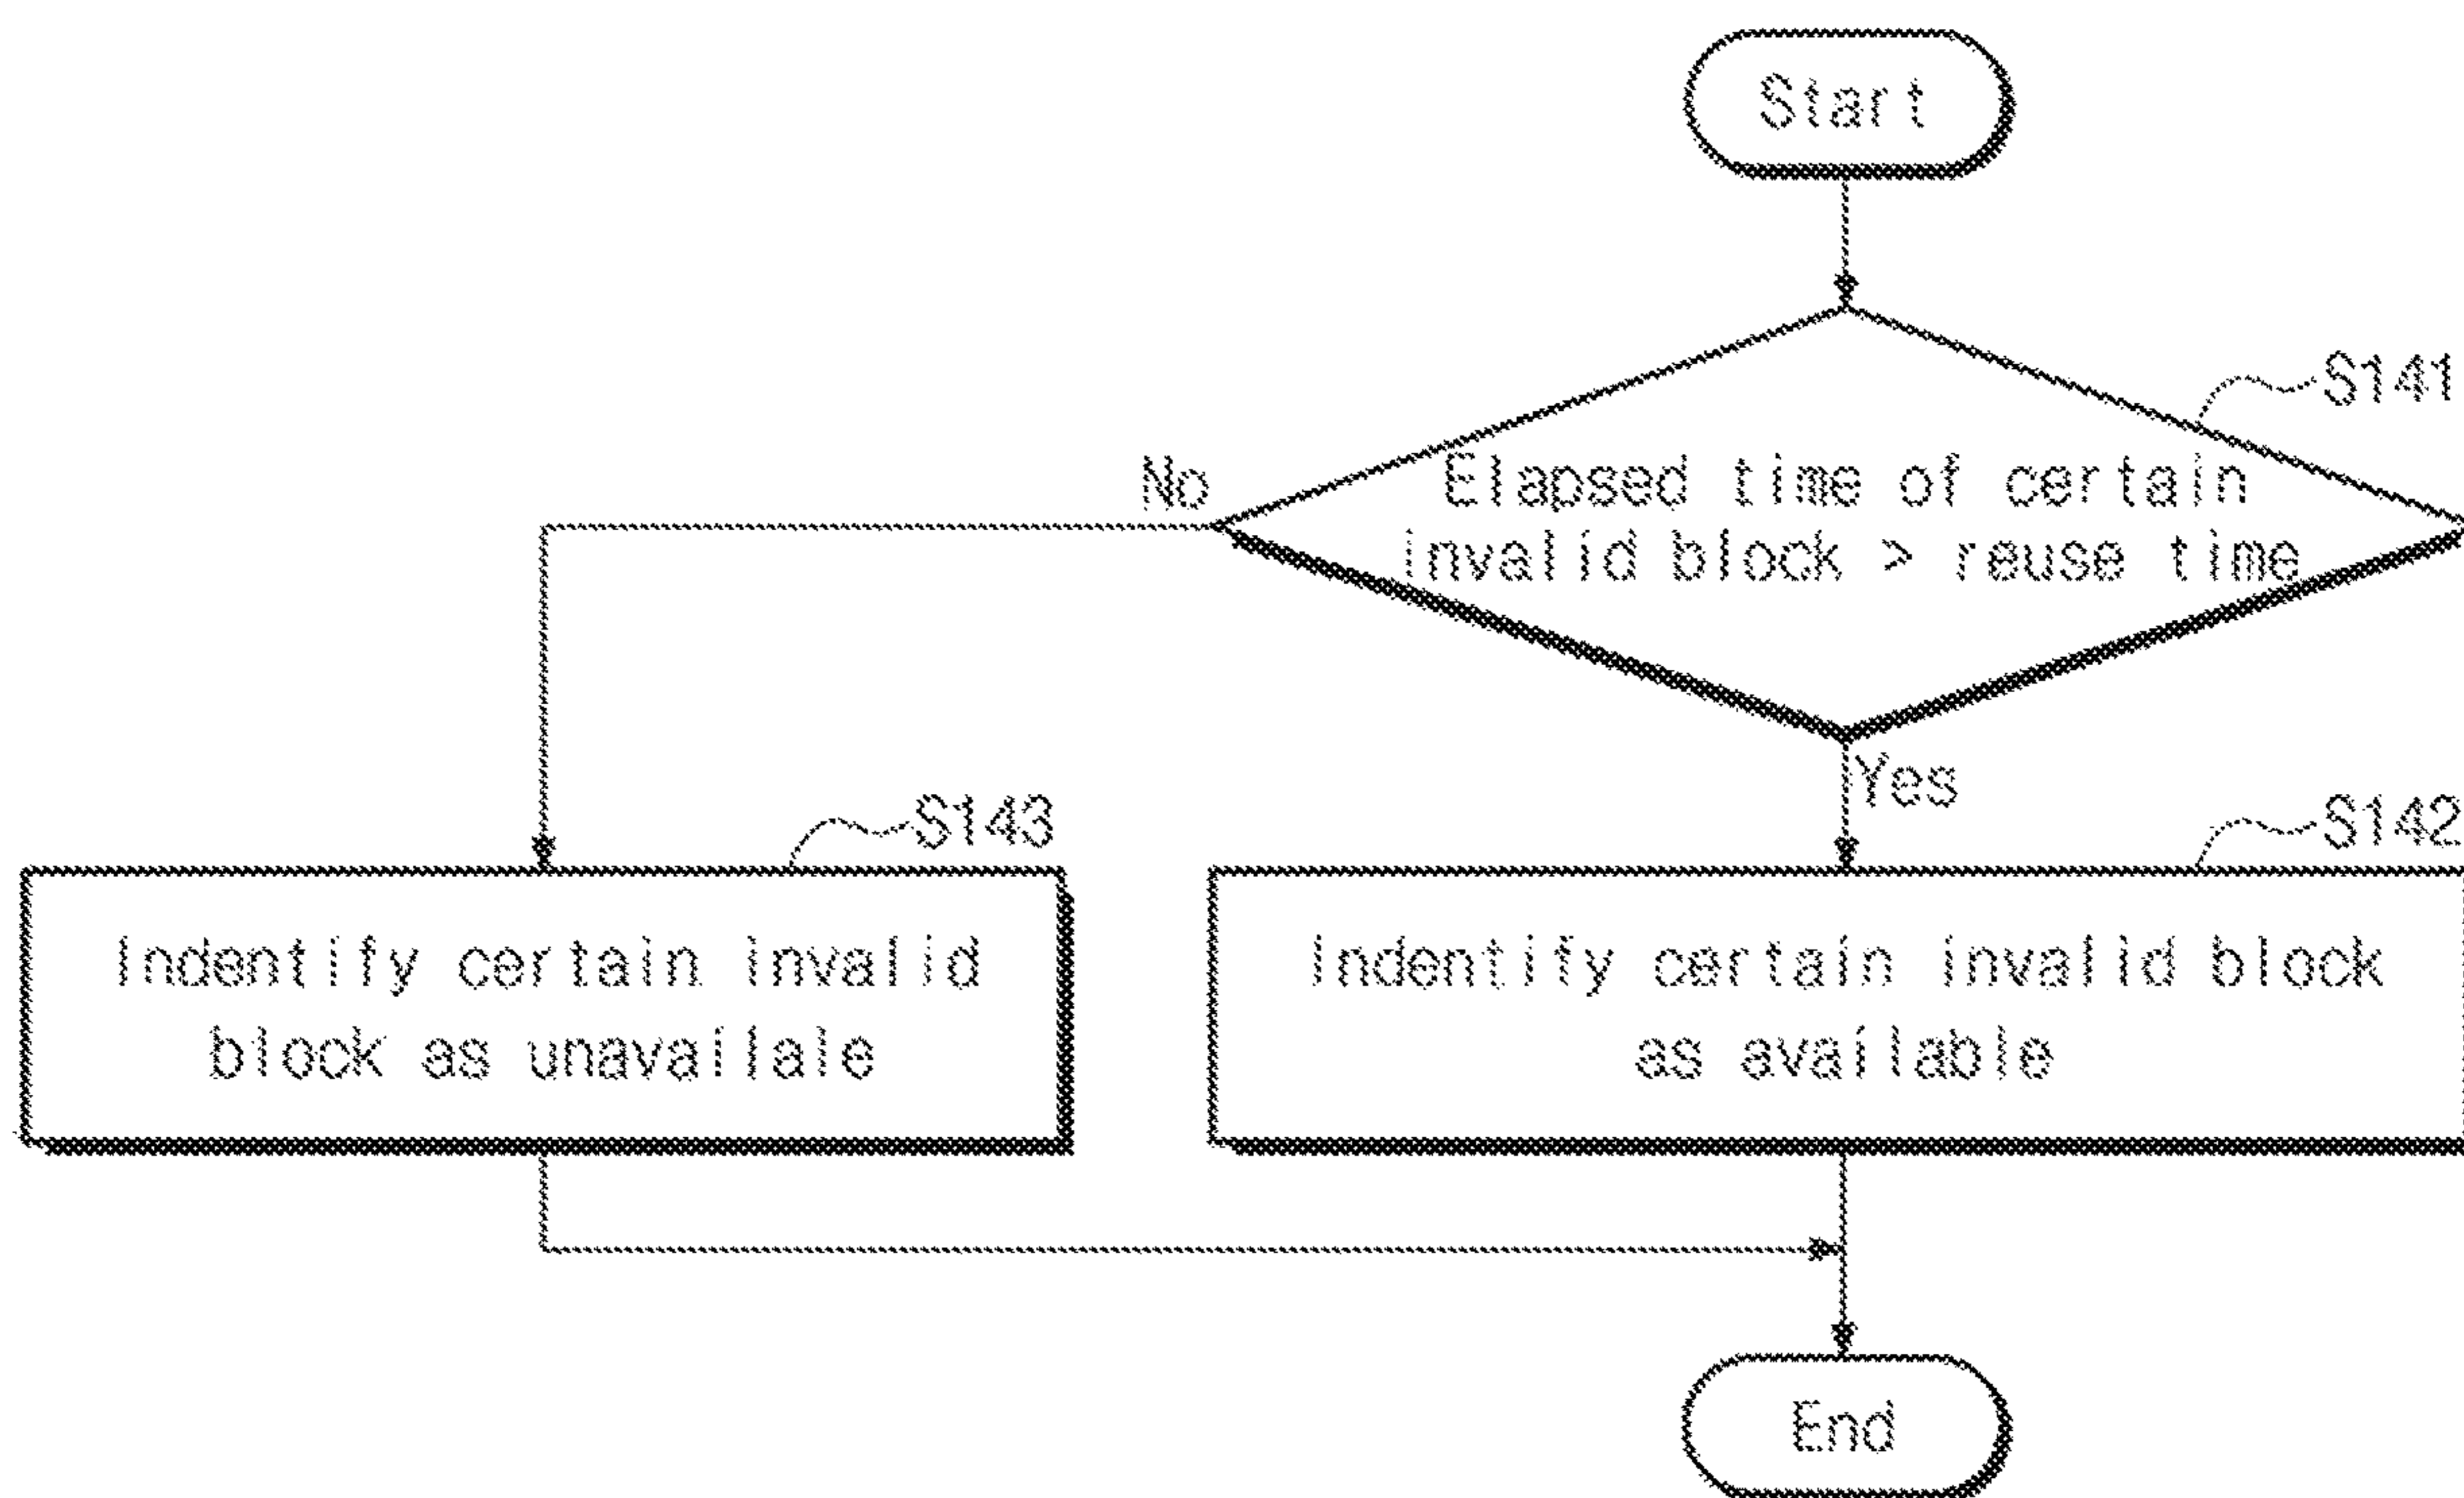 Start
S141
No
Elapsed time of certain
invalid block > reuse time
Yes
S143
S142
Indentify certain invalid
block as unavailale
Indentify certain invalid block
as available
End